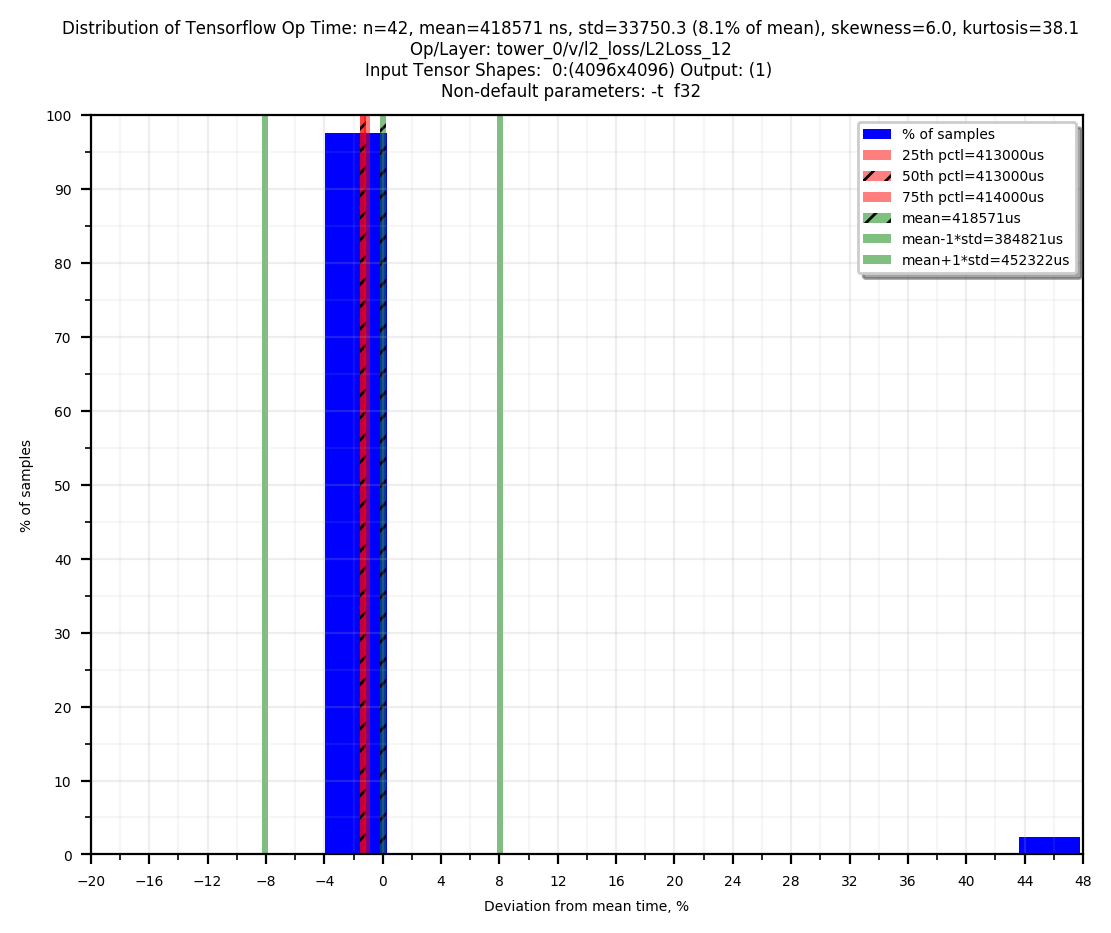 Distribution of Tensorflow Op Time: n=42, mean=418571 ns, std=33750.3 (8.1% of mean), skewness=6.0, kurtosis=38.1
Op/Layer: tower_0/v/l2_loss/L2Loss_12
Input Tensor Shapes:  0:(4096x4096) Output: (1)
Non-default parameters: -t  f32
100
90
80
70
60
50
40
30
20
10
0
% of samples
% of samples
25th pctl=413000us
50th pctl=413000us
75th pctl=414000us
mean=418571us
mean-1*std=384821us
mean+1*std=452322us
−20 −16 −12 −8 −4 0 4 8 12 16 20 24 28 32 36 40 44 48
Deviation from mean time, %